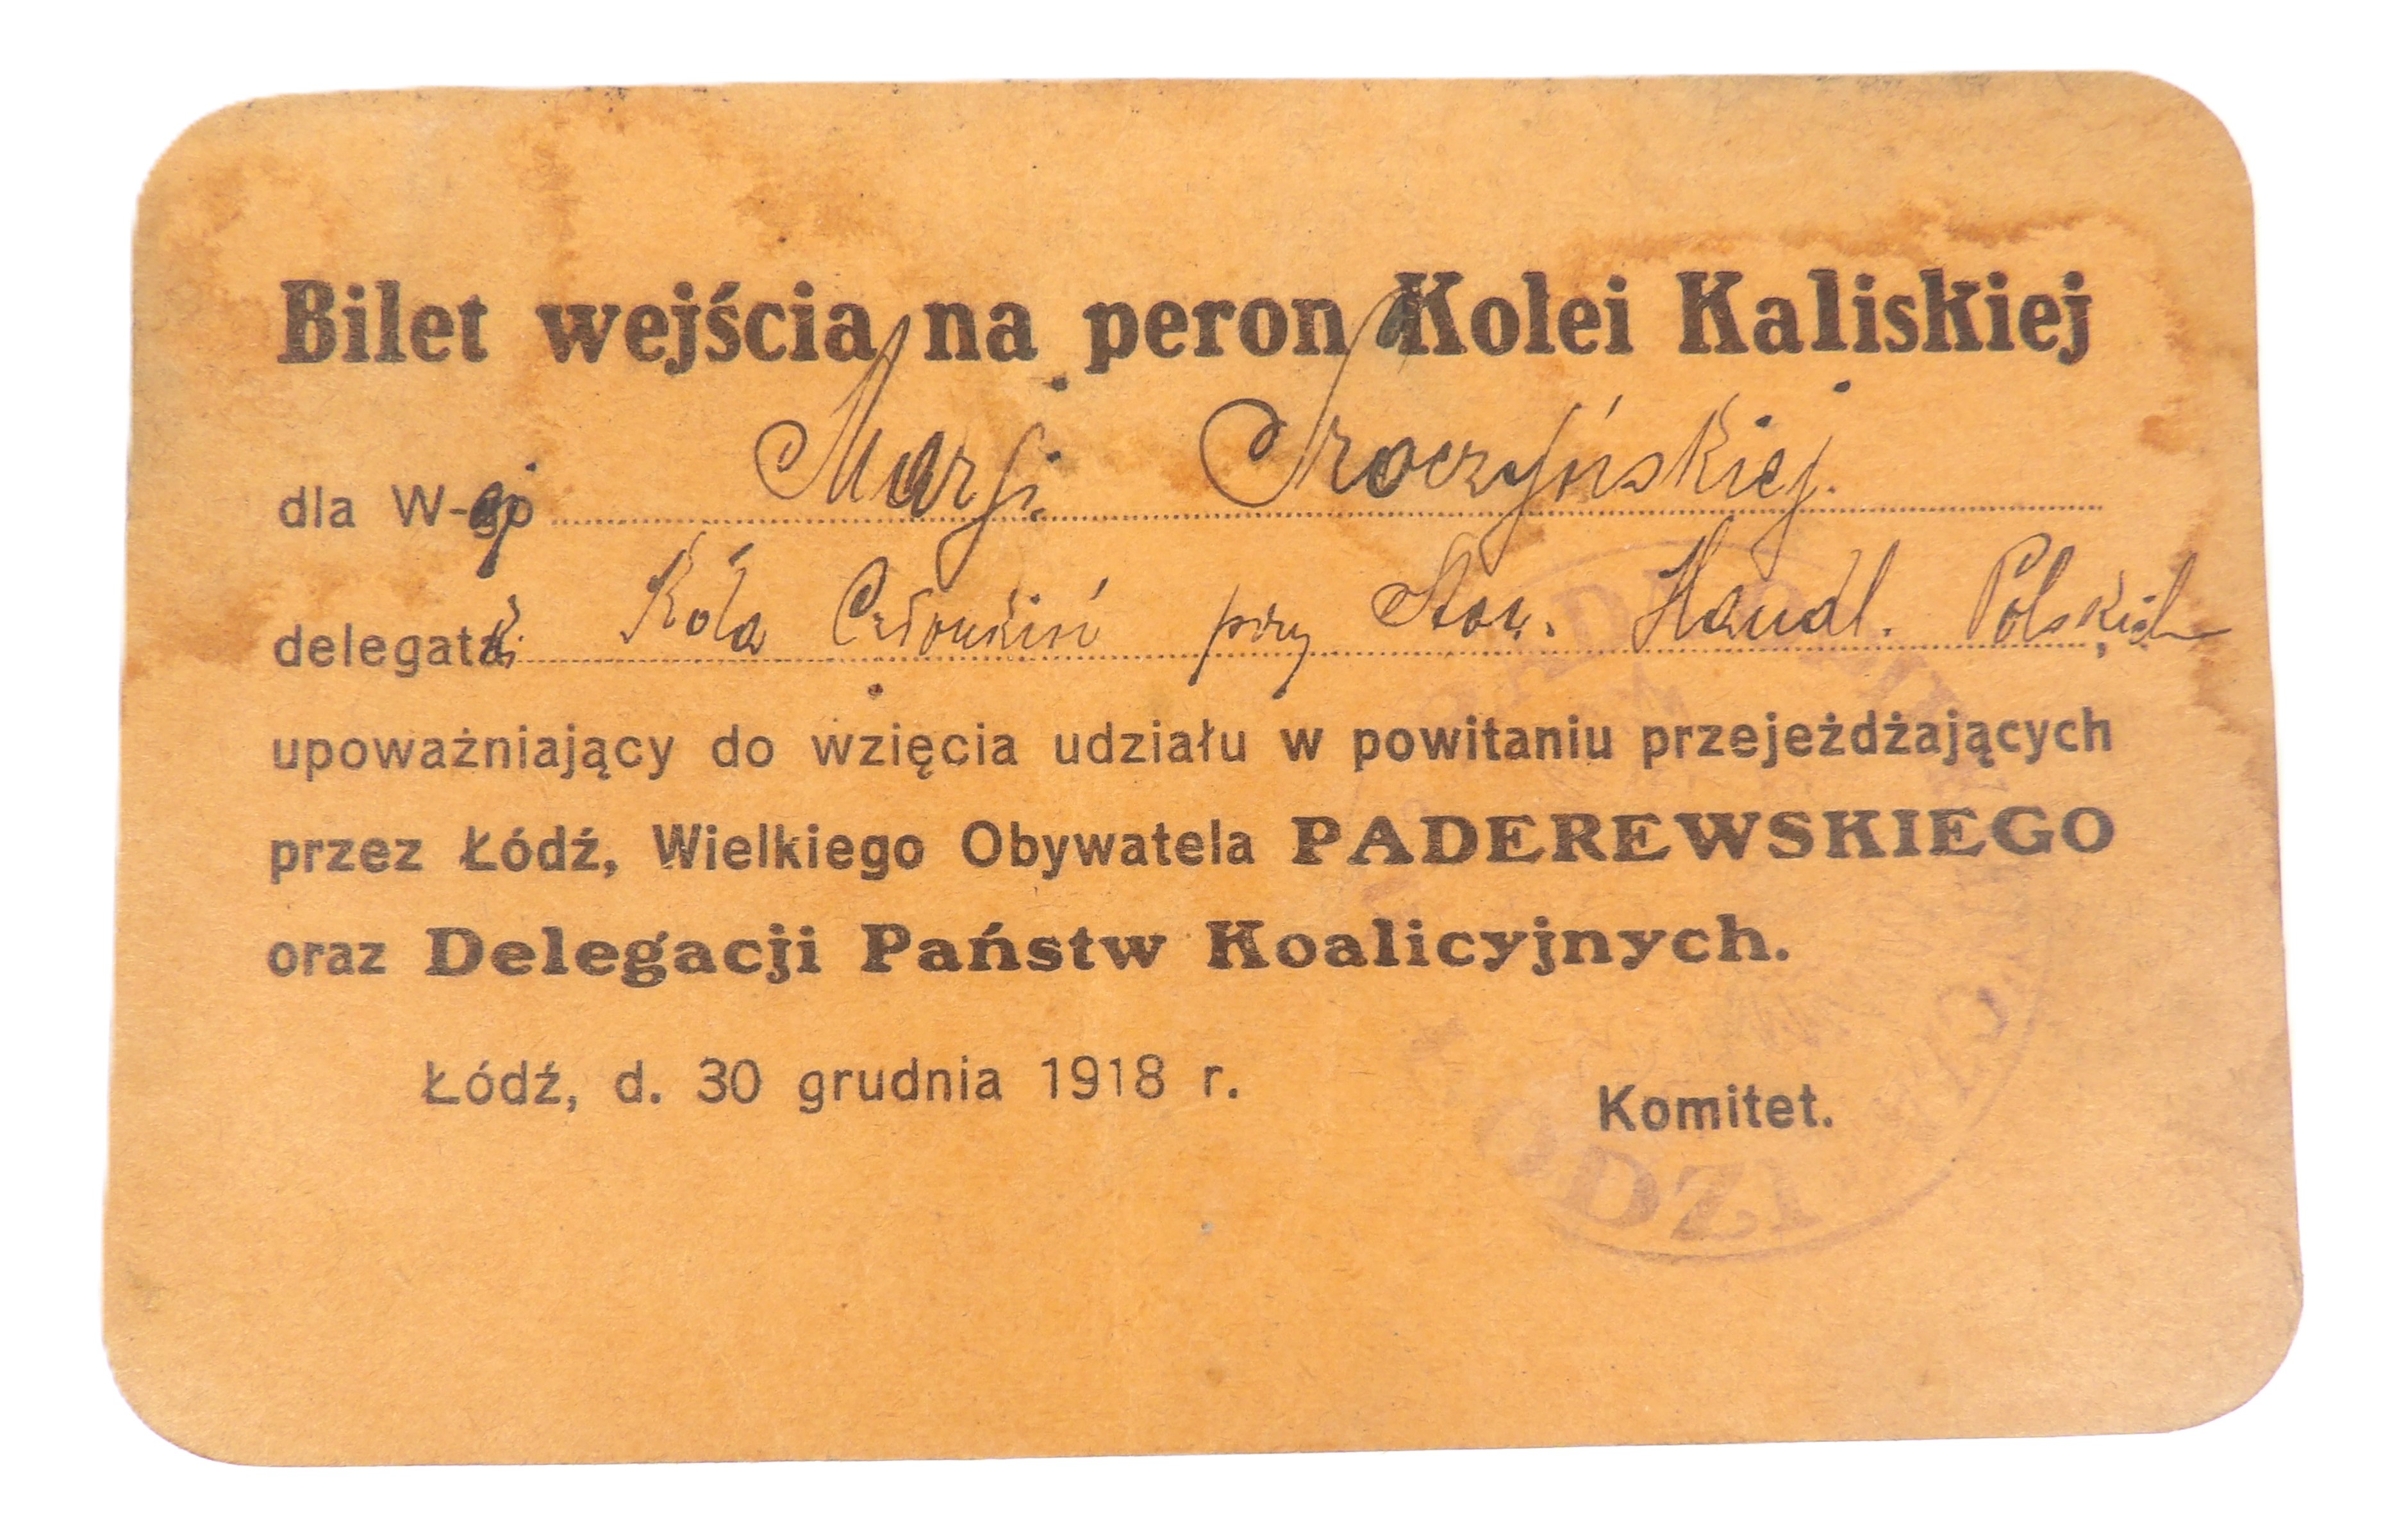 Bilet wejścia na peron Kolei Kaliskiej
dla W-ej Marji Troczyńskiej.
delegatki Koła Członkiń przy Stow. Handl. Polskich
upoważniający do wzięcia udziału w powitaniu przejeżdżających
przez Łódź, Wielkiego Obywatela PADEREWSKIEGO
oraz Delegacji Państw Koalicyjnych.
Łódź, d. 30 grudnia 1918 r.
Komitet.